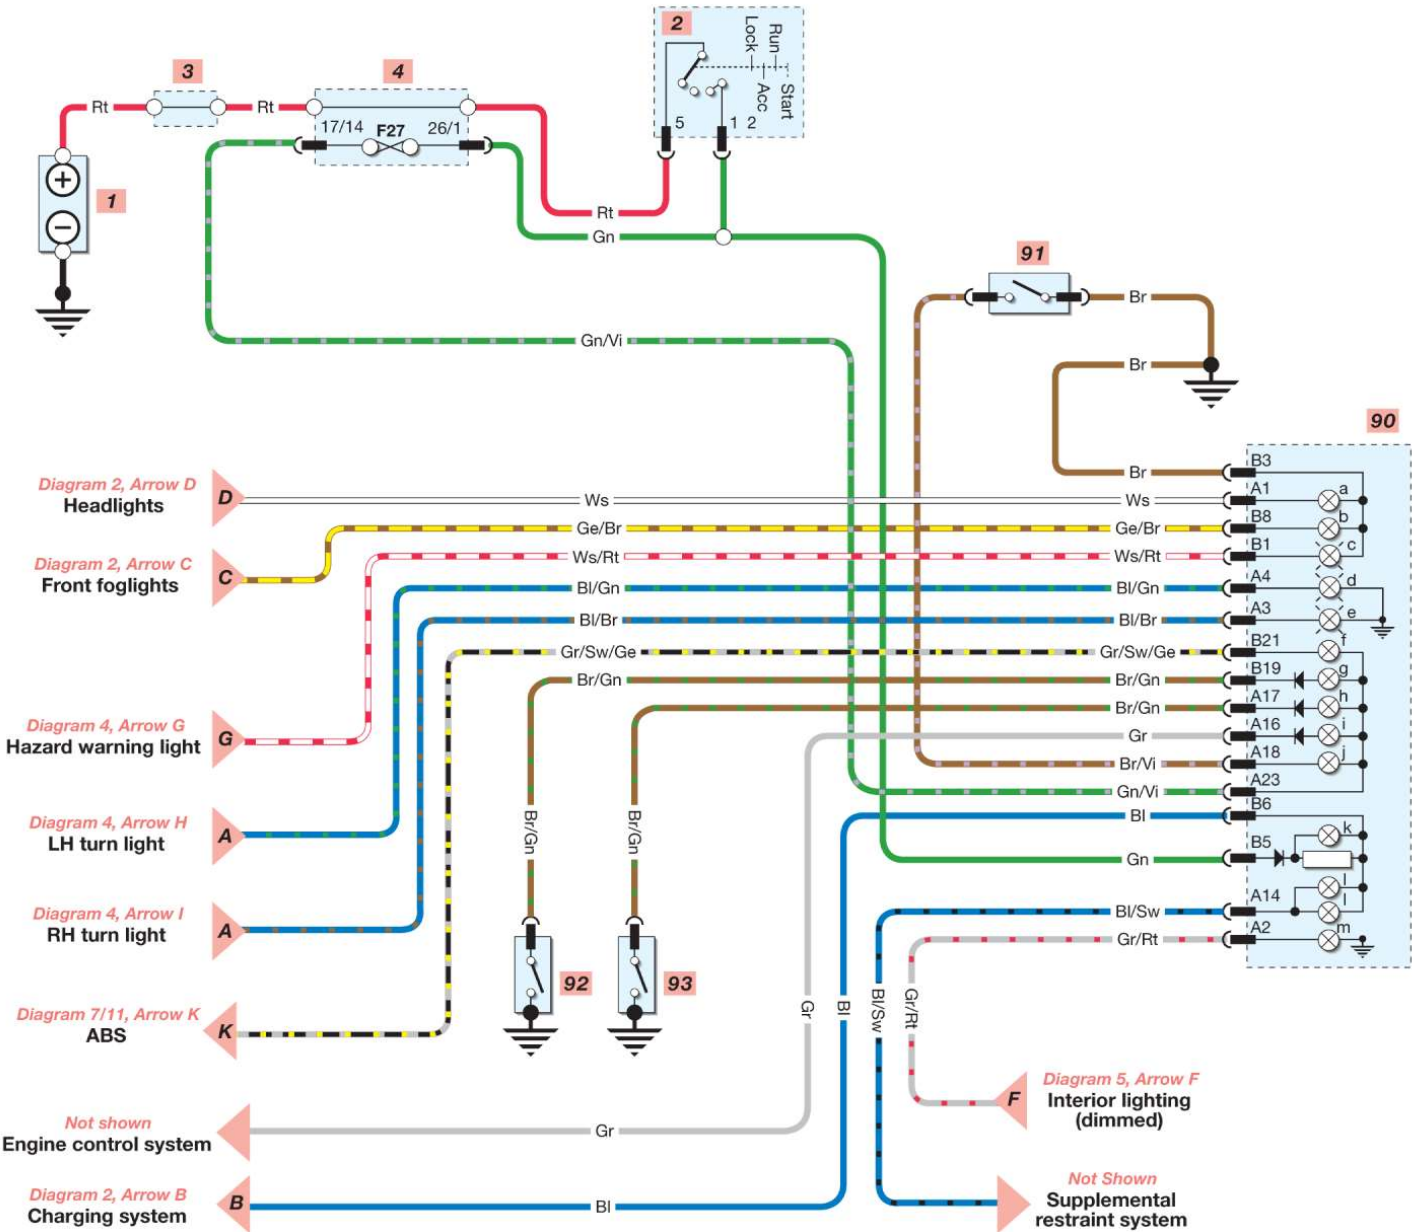 2
Lock
Run
Acc
Start
5
1 2
3
4
Rt
Rt
17/14
F27
26/1
1
Rt
Gn
91
Br
Gn/Vi
Br
90
Diagram 2, Arrow D
Headlights
D
Ws
Br
Ws
B3
A1
a
Diagram 2, Arrow C
Front foglights
C
Ge/Br
Ge/Br
B8
b
Ws/Rt
Ws/Rt
B1
c
Bl/Gn
Bl/Gn
A4
d
Bl/Br
Bl/Br
A3
e
Gr/Sw/Ge
Gr/Sw/Ge
B21
f
Br/Gn
Br/Gn
B19
g
Br/Gn
A17
h
Diagram 4, Arrow G
Hazard warning light
G
Gr
A16
i
Br/Vi
A18
j
Gn/Vi
A23
Diagram 4, Arrow H
LH turn light
A
Br/Gn
Br/Gn
Bl
B6
k
Gn
B5
Diagram 4, Arrow I
RH turn light
A
l
Bl/Sw
A14
l
Gr/Rt
A2
m
92
93
Diagram 7/11, Arrow K
ABS
K
Gr
Bl
Bl/Sw
Gr/Rt
Diagram 5, Arrow F
Interior lighting
(dimmed)
F
Not shown
Engine control system
Gr
Diagram 2, Arrow B
Charging system
B
Bl
Not Shown
Supplemental
restraint system